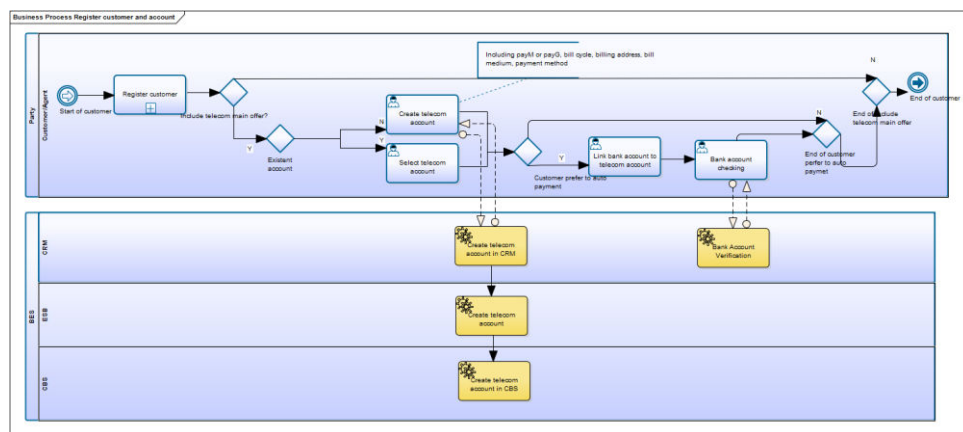 Business Process Register customer and account
Including payM or payG, bill cycle, billing address, bill
medium, payment method
Party
Customer/Agent
Start of customer
Register customer
Include telecom main offer?
N
Y
Existent
account
N
Y
Create telecom
account
Select telecom
account
Customer prefer to auto
payment
Y
Link bank account to
telecom account
Bank account
checking
N
End of customer
perfer to auto
paymet
N
End of include
telecom main offer
End of customer
BES
CRM
Create telecom
account in CRM
Bank Account
Verification
ESB
Create telecom
account
CBS
Create telecom
account in CBS